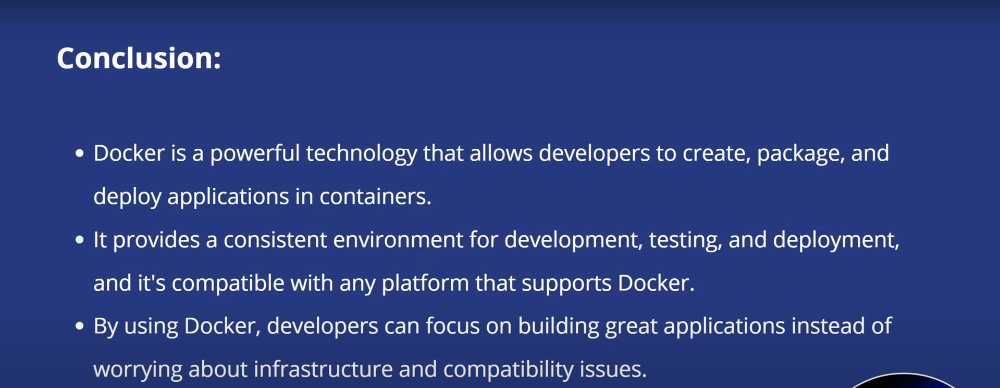 Conclusion:
• Docker is a powerful technology that allows developers to create, package, and
deploy applications in containers.
• It provides a consistent environment for development, testing, and deployment,
and it's compatible with any platform that supports Docker.
• By using Docker, developers can focus on building great applications instead of
worrying about infrastructure and compatibility issues.